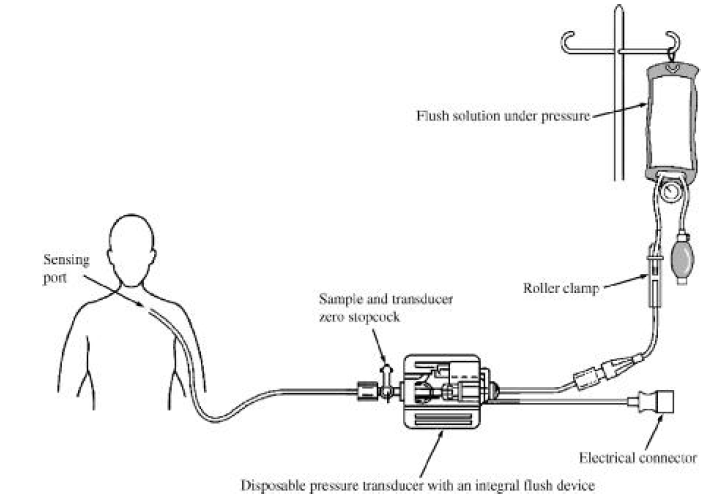 Flush solution under pressure
Sensing
port
Roller clamp
Sample and transducer
zero stopcock
Electrical connector
Disposable pressure transducer with an integral flush device